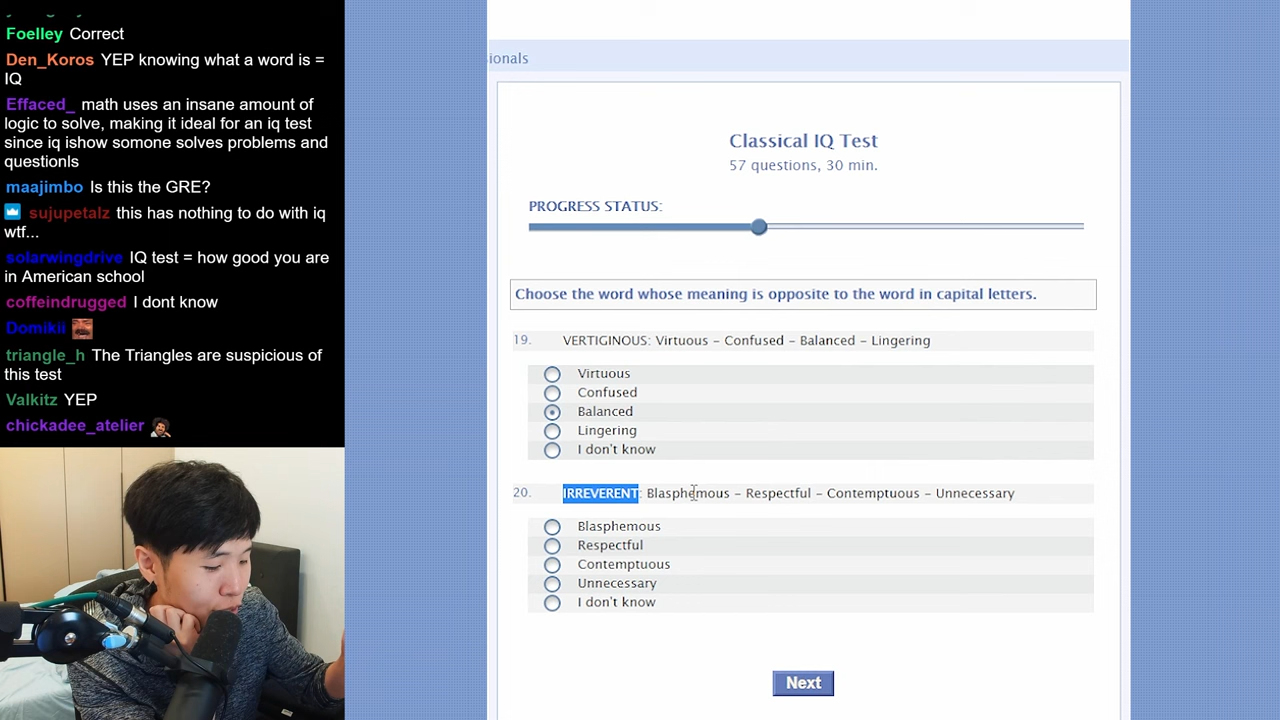 Foelley Correct
Den_Koros YEP knowing what a word is =
IQ
Effaced_ math uses an insane amount of
logic to solve, making it ideal for an iq test
since iq ishow somone solves problems and
questionls
maajimbo Is this the GRE?
sujupetalz this has nothing to do with iq
wtf...
solarwingdrive IQ test = how good you are
in American school
coffeindrugged I dont know
Domikii
triangle_h The Triangles are suspicious of
this test
Valkitz YEP
chickadee_atelier
ionals
Classical IQ Test
57 questions, 30 min.
PROGRESS STATUS:
Choose the word whose meaning is opposite to the word in capital letters.
19. VERTIGINOUS: Virtuous – Confused – Balanced – Lingering
Virtuous
Confused
Balanced
Lingering
I don't know
20. IRREVERENT: Blasphemous – Respectful – Contemptuous – Unnecessary
Blasphemous
Respectful
Contemptuous
Unnecessary
I don't know
Next